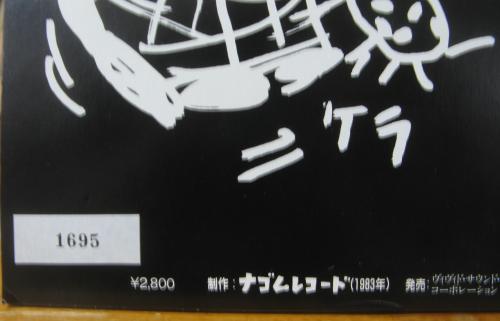 ニケラ
1695
¥2,800 制作:ナゴムレコード(1983年) 発売:ヴィヴィド・サウンド・
コーポレーション